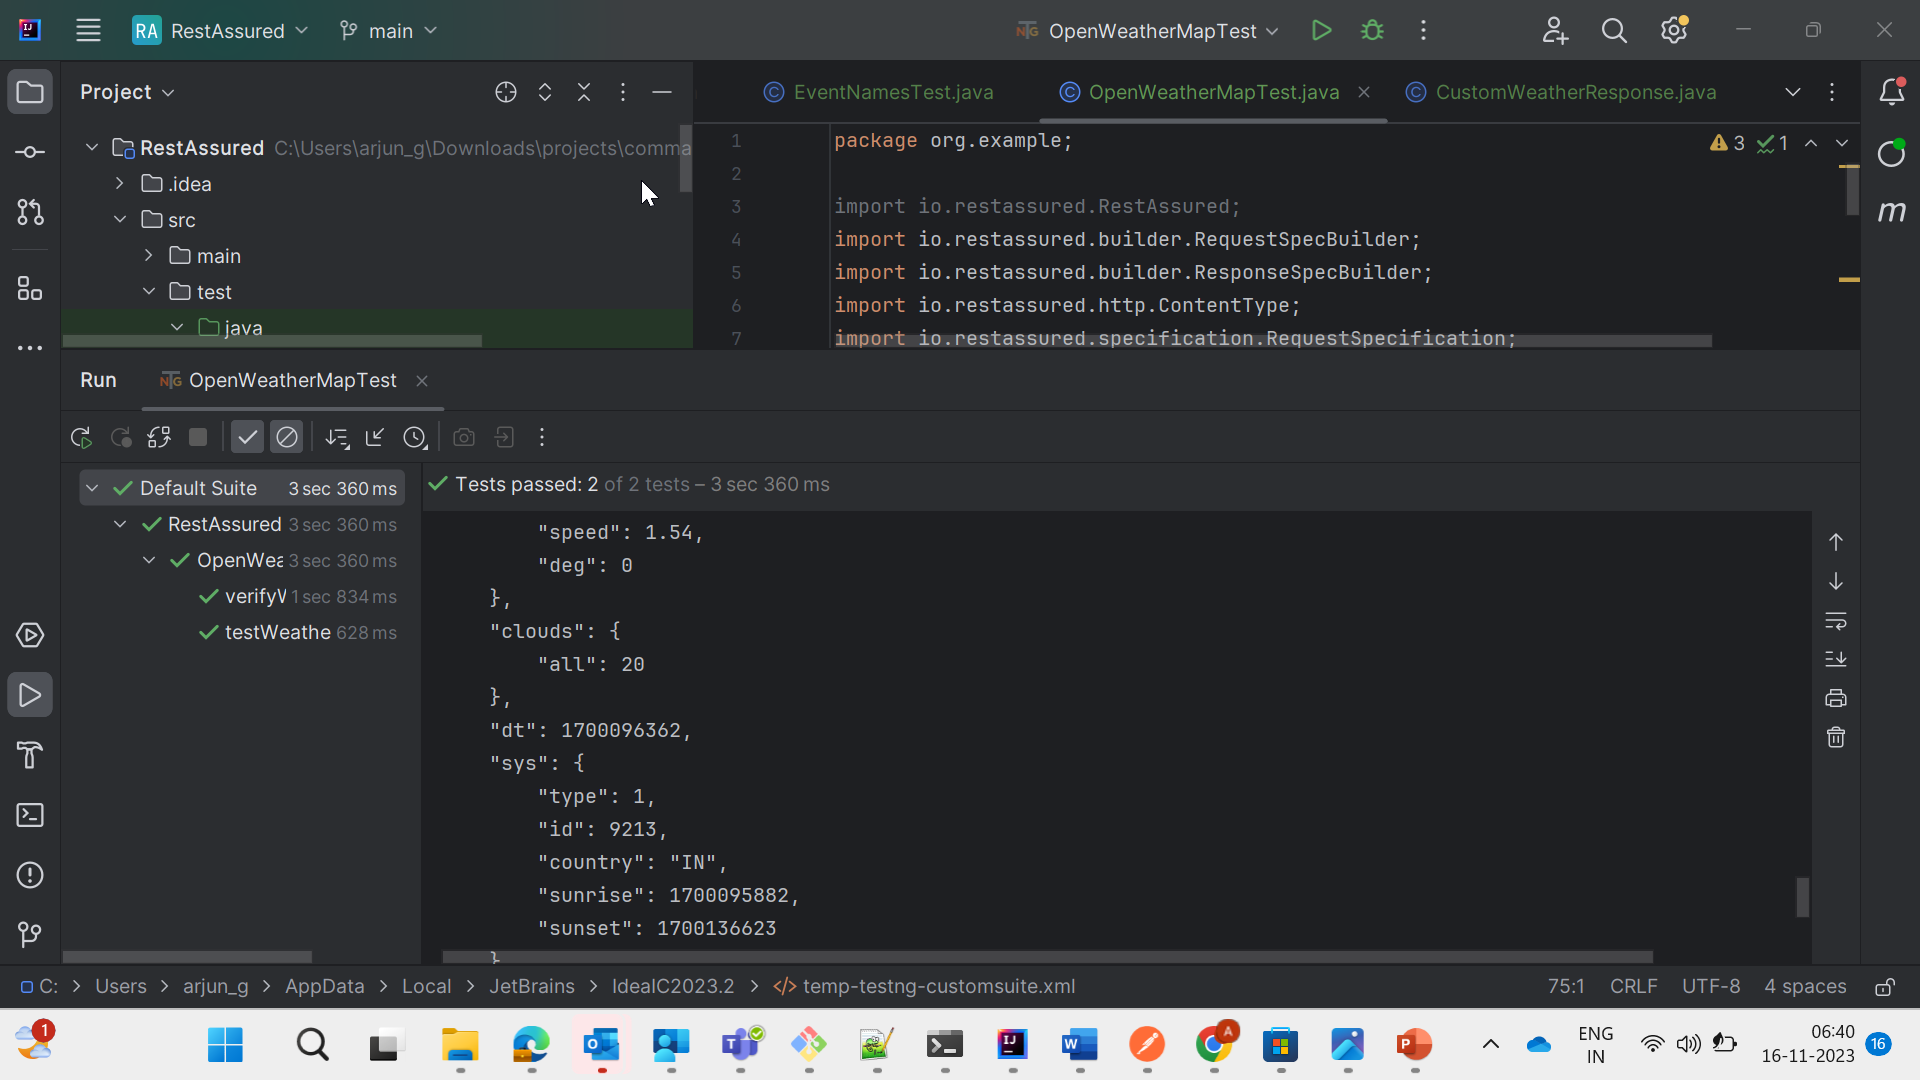 RA RestAssured main OpenWeatherMapTest
Project EventNamesTest.java OpenWeatherMapTest.java CustomWeatherResponse.java
RestAssured C:\Users\arjun_g\Downloads\projects\comma
.idea
src
main
test
java
1 package org.example; 3 1
2
3 import io.restassured.RestAssured;
4 import io.restassured.builder.RequestSpecBuilder;
5 import io.restassured.builder.ResponseSpecBuilder;
6 import io.restassured.http.ContentType;
7 import io.restassured.specification.RequestSpecification;
Run OpenWeatherMapTest
Default Suite 3 sec 360 ms
RestAssured 3 sec 360 ms
OpenWea 3 sec 360 ms
verifyW 1 sec 834 ms
testWeathe 628 ms
Tests passed: 2 of 2 tests – 3 sec 360 ms
"speed": 1.54,
"deg": 0
},
"clouds": {
"all": 20
},
"dt": 1700096362,
"sys": {
"type": 1,
"id": 9213,
"country": "IN",
"sunrise": 1700095882,
"sunset": 1700136623
}
C: > Users > arjun_g > AppData > Local > JetBrains > IdeaIC2023.2 > </> temp-testng-customsuite.xml 75:1 CRLF UTF-8 4 spaces
1
ENG
IN
06:40
16-11-2023
16